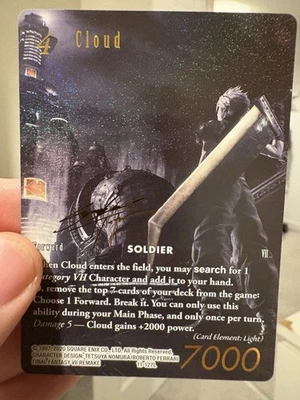 4 Cloud
SOLDIER
VII
When Cloud enters the field, you may search for 1
Category VII Character and add it to your hand.
remove the top 7 cards of your deck from the game:
Choose 1 Forward. Break it. You can only use this
ability during your Main Phase, and only once per turn.
Damage 5 — Cloud gains +2000 power.
(Card Element: Light)
© 1997, 2020 SQUARE ENIX CO., LTD. All Rights Reserved.
CHARACTER DESIGN: TETSUYA NOMURA/ROBERTO FERRARI
FINAL FANTASY VII REMAKE
7000